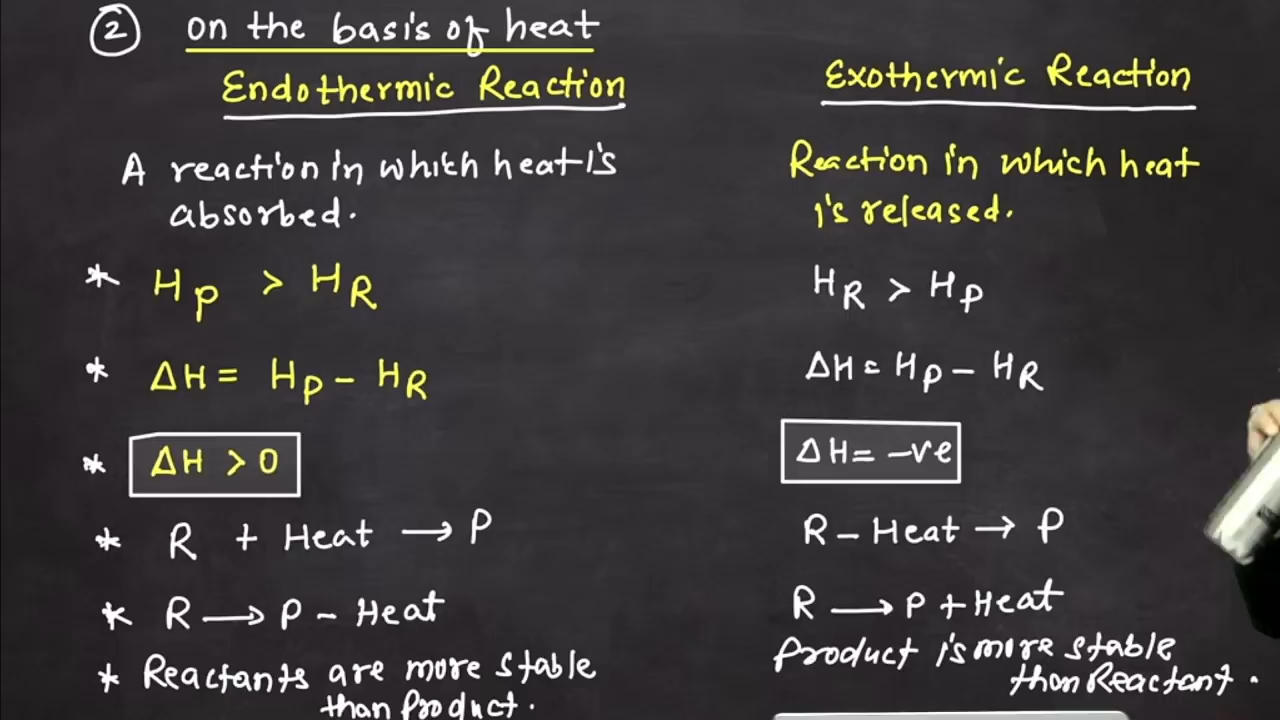 ② on the basis of heat
Endothermic Reaction
A reaction in which heat is
absorbed.
* Hp > HR
* ΔH = Hp - HR
* ΔH > 0
* R + Heat → P
* R → P - Heat
* Reactants are more stable
than Product.
Exothermic Reaction
Reaction in which heat
is released.
HR > Hp
ΔH = Hp - HR
ΔH = -ve
R - Heat → P
R → P + Heat
Product is more stable
than Reactant.